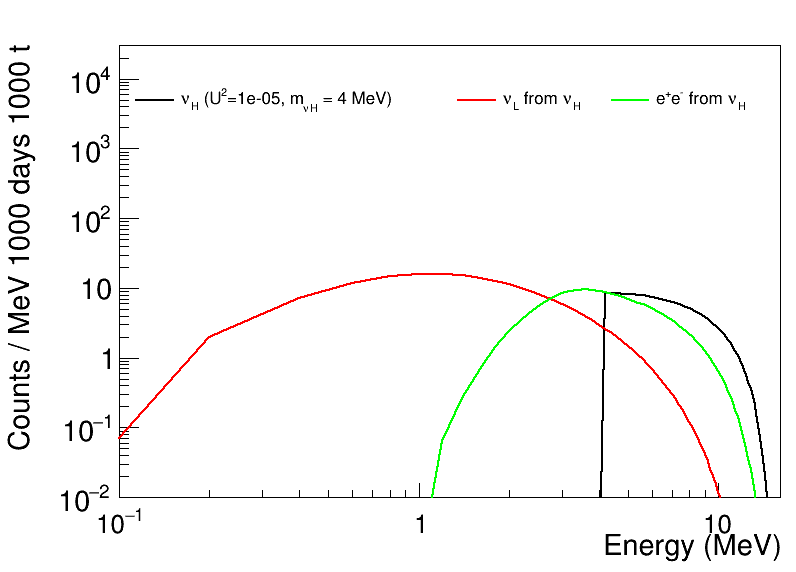 Counts / MeV 1000 days 1000 t
10⁴
10³
10²
10
1
10⁻¹
10⁻²
ν_H (U²=1e-05, m_νH = 4 MeV)
ν_L from ν_H
e⁺e⁻ from ν_H
10⁻¹
1
10
Energy (MeV)